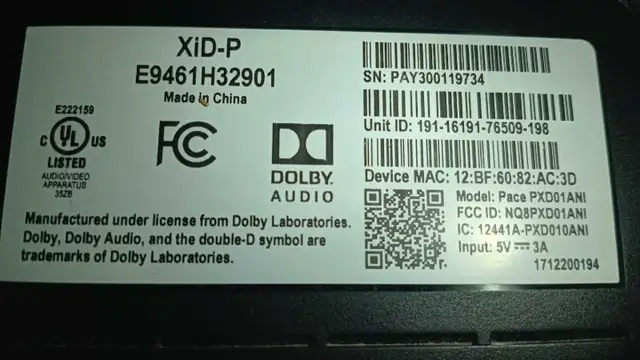 XiD-P
E9461H32901
Made in China
E222159
C UL US
LISTED
AUDIO/VIDEO
APPARATUS
35ZB
FC
DOLBY
AUDIO
Manufactured under license from Dolby Laboratories.
Dolby, Dolby Audio, and the double-D symbol are
trademarks of Dolby Laboratories.
SN: PAY300119734
Unit ID: 191-16191-76509-198
Device MAC: 12:BF:60:82:AC:3D
Model: Pace PXD01ANI
FCC ID: NQ8PXD01ANI
IC: 12441A-PXD010ANI
Input: 5V ⎓ 3A
1712200194